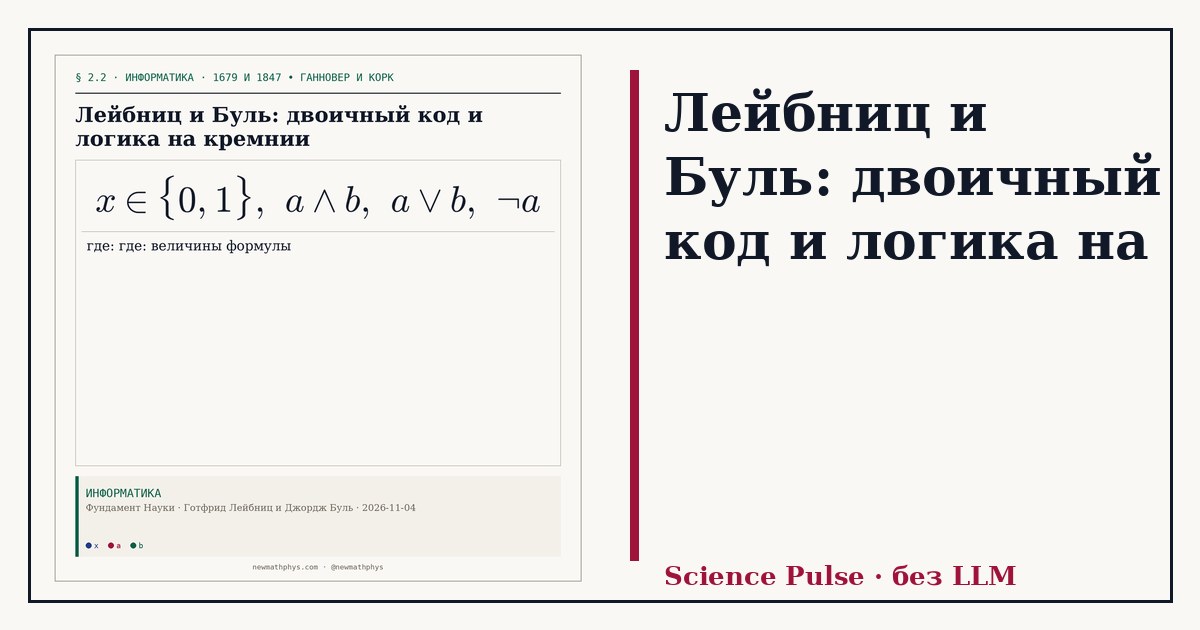 § 2.2 · ИНФОРМАТИКА · 1679 И 1847 • ГАННОВЕР И КОРК
Лейбниц и Буль: двоичный код и
логика на кремнии
x ∈ {0, 1}, a ∧ b, a ∨ b, ¬a
где: где: величины формулы
ИНФОРМАТИКА
Фундамент Науки · Готфрид Лейбниц и Джордж Буль · 2026-11-04
x a b
newmathphys.com · @newmathphys
Лейбниц и
Буль: двоичный
код и логика на
Science Pulse · без LLM